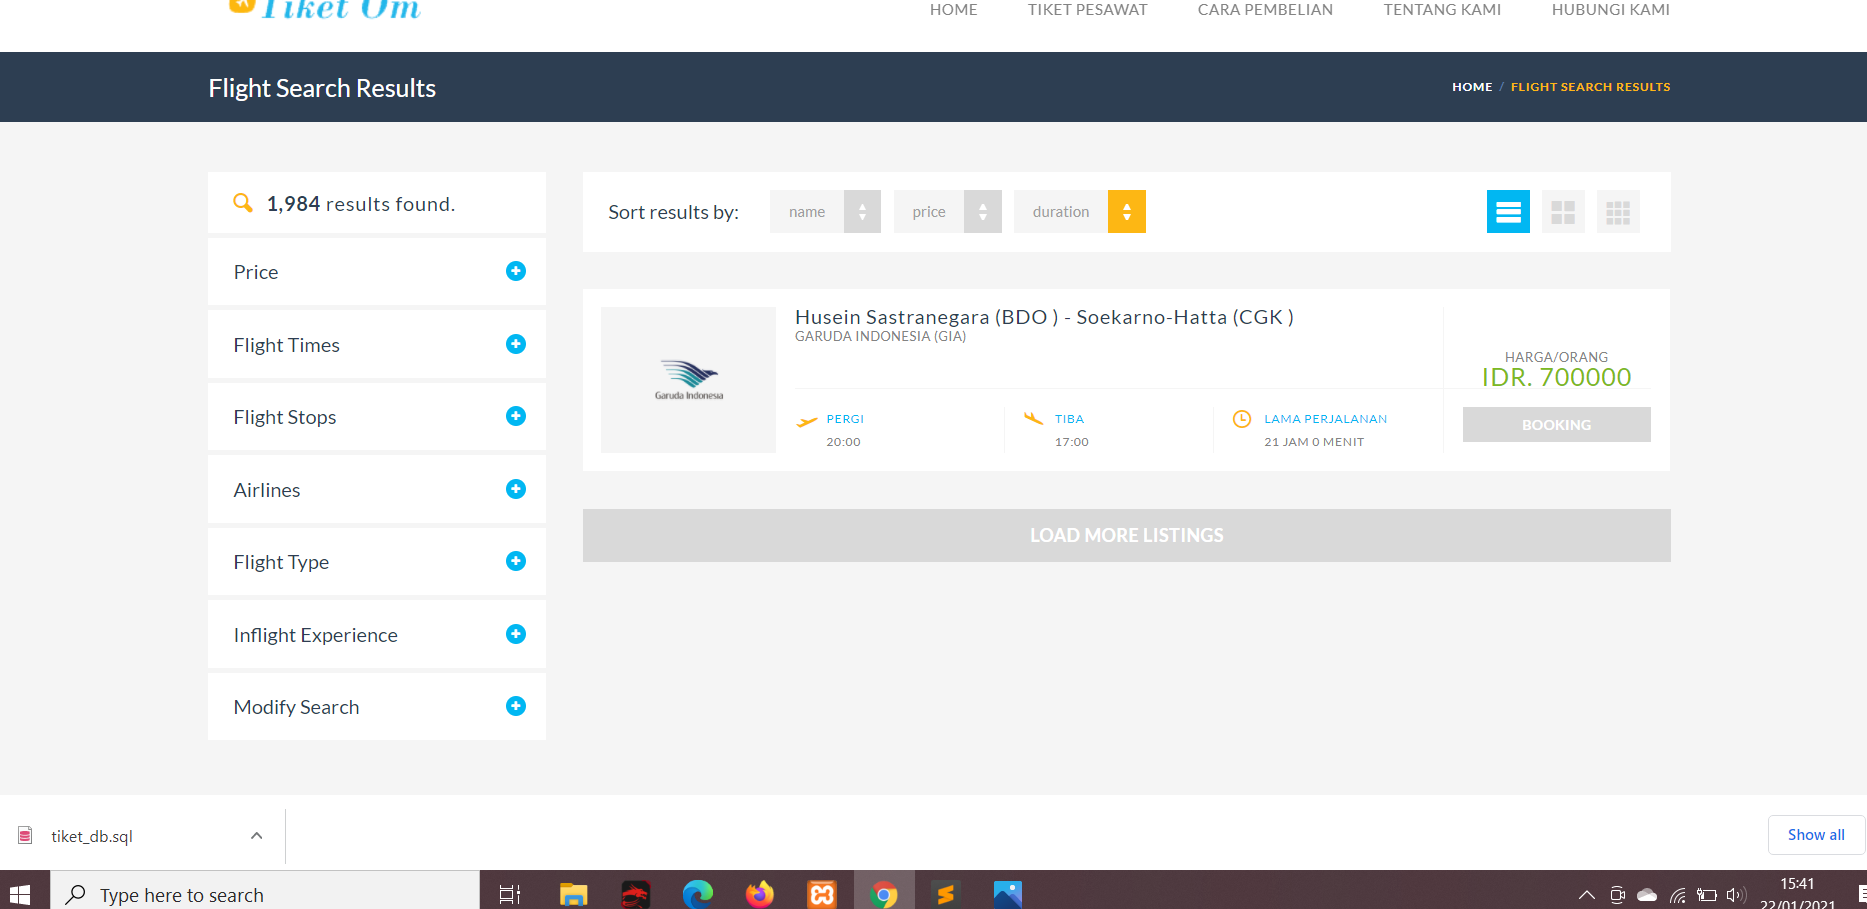 Tiket Om
HOME TIKET PESAWAT CARA PEMBELIAN TENTANG KAMI HUBUNGI KAMI
Flight Search Results
HOME / FLIGHT SEARCH RESULTS
1,984 results found.
Price
Flight Times
Flight Stops
Airlines
Flight Type
Inflight Experience
Modify Search
Sort results by: name price duration
Garuda Indonesia
Husein Sastranegara (BDO ) - Soekarno-Hatta (CGK )
GARUDA INDONESIA (GIA)
PERGI
20:00
TIBA
17:00
LAMA PERJALANAN
21 JAM 0 MENIT
HARGA/ORANG
IDR. 700000
BOOKING
LOAD MORE LISTINGS
tiket_db.sql
Show all
Type here to search
15:41
22/01/2021